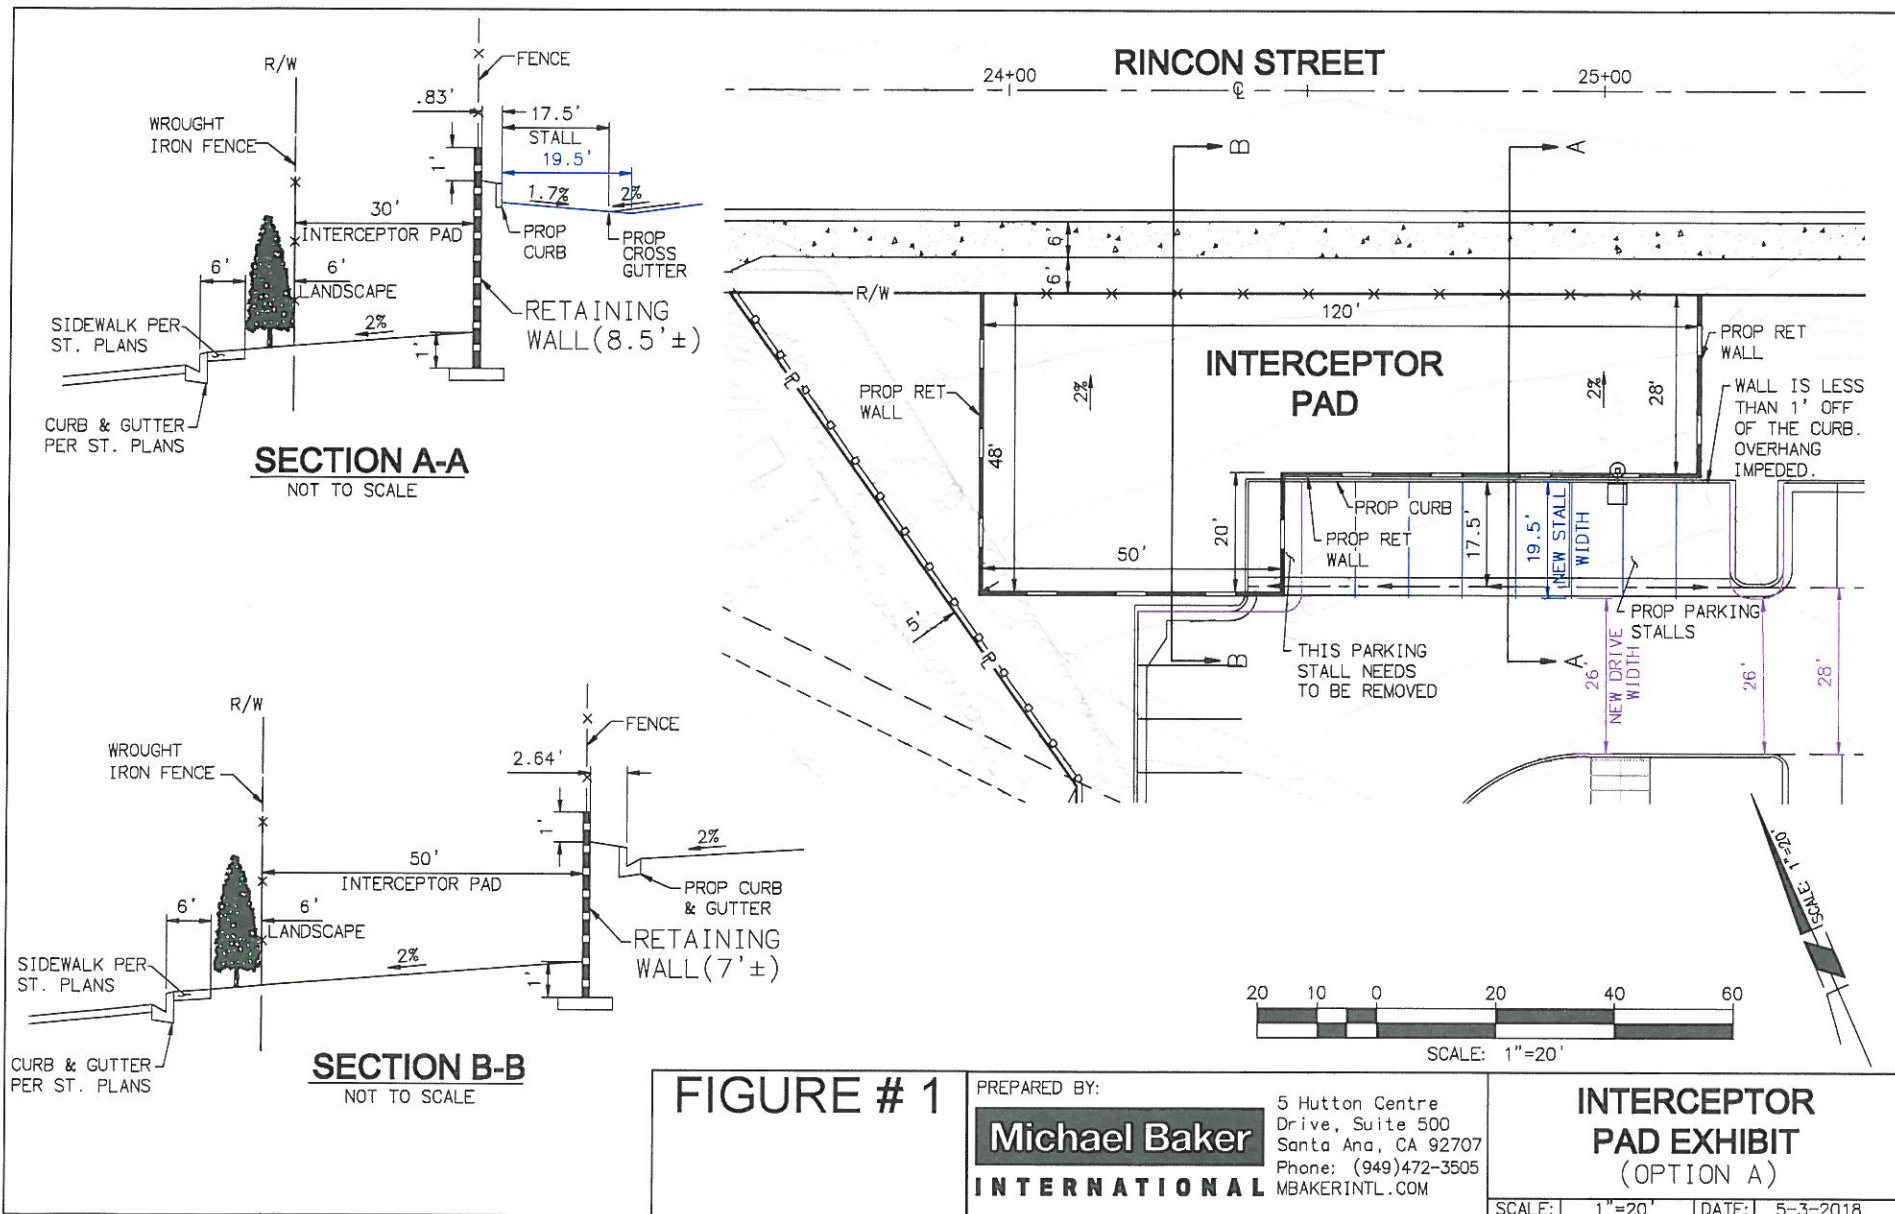 R/W
FENCE
.83'
17.5'
STALL
19.5'
WROUGHT
IRON FENCE
1'
1.7%
2%
30'
INTERCEPTOR PAD
PROP
CURB
PROP
CROSS
GUTTER
6'
6'
LANDSCAPE
RETAINING
WALL(8.5'±)
SIDEWALK PER
ST. PLANS
2%
1'
CURB & GUTTER
PER ST. PLANS
SECTION A-A
NOT TO SCALE
R/W
FENCE
WROUGHT
IRON FENCE
2.64'
1'
2%
50'
INTERCEPTOR PAD
PROP CURB
& GUTTER
6'
6'
LANDSCAPE
RETAINING
WALL(7'±)
SIDEWALK PER
ST. PLANS
2%
1'
CURB & GUTTER
PER ST. PLANS
SECTION B-B
NOT TO SCALE
RINCON STREET
24+00
25+00
℄
B
A
6'
6'
R/W
120'
PROP RET
WALL
INTERCEPTOR
PAD
PROP RET
WALL
2%
2%
28'
WALL IS LESS
THAN 1' OFF
OF THE CURB.
OVERHANG
IMPEDED.
48'
PROP CURB
PROP RET
WALL
20'
17.5'
19.5'
NEW STALL
WIDTH
50'
5'
PROP PARKING
STALLS
THIS PARKING
STALL NEEDS
TO BE REMOVED
B
A
26'
NEW DRIVE
WIDTH
26'
28'
SCALE: 1"=20'
20 10 0 20 40 60
SCALE: 1"=20'
FIGURE # 1
PREPARED BY:
Michael Baker
INTERNATIONAL
5 Hutton Centre
Drive, Suite 500
Santa Ana, CA 92707
Phone: (949)472-3505
MBAKERINTL.COM
INTERCEPTOR
PAD EXHIBIT
(OPTION A)
SCALE: 1"=20' DATE: 5-3-2018